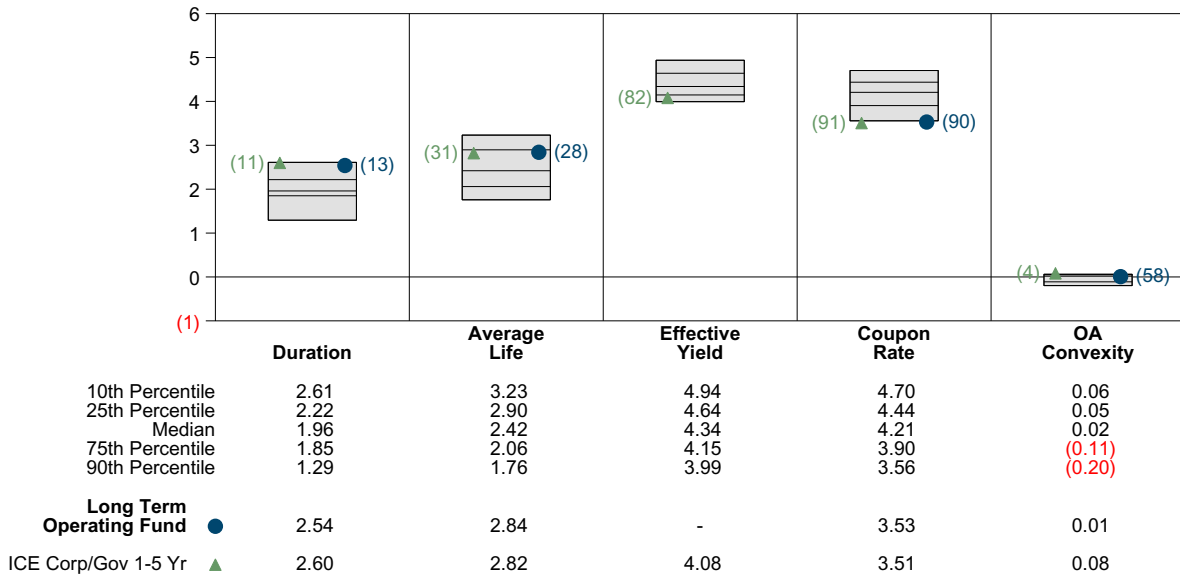 6
5
4
3
2
1
0
(1)
(11) (13)
(31) (28)
(82)
(91) (90)
(4) (58)
Duration Average Life Effective Yield Coupon Rate OA Convexity
10th Percentile 2.61 3.23 4.94 4.70 0.06
25th Percentile 2.22 2.90 4.64 4.44 0.05
Median 1.96 2.42 4.34 4.21 0.02
75th Percentile 1.85 2.06 4.15 3.90 (0.11)
90th Percentile 1.29 1.76 3.99 3.56 (0.20)
Long Term
Operating Fund 2.54 2.84 - 3.53 0.01
ICE Corp/Gov 1-5 Yr 2.60 2.82 4.08 3.51 0.08